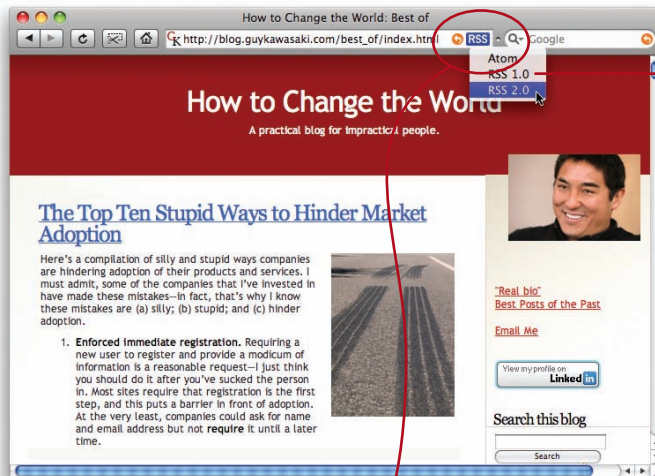 How to Change the World: Best of
http://blog.guykawasaki.com/best_of/index.html RSS Google
Atom
RSS 1.0
RSS 2.0
How to Change the World
A practical blog for impractical people.
The Top Ten Stupid Ways to Hinder Market
Adoption
Here's a compilation of silly and stupid ways companies
are hindering adoption of their products and services. I
must admit, some of the companies that I've invested in
have made these mistakes—in fact, that's why I know
these mistakes are (a) silly; (b) stupid; and (c) hinder
adoption.
1. Enforced immediate registration. Requiring a
new user to register and provide a modicum of
information is a reasonable request—I just think
you should do it after you've sucked the person
in. Most sites require that registration is the first
step, and this puts a barrier in front of adoption.
At the very least, companies could ask for name
and email address but not require it until a later
time.
"Real bio"
Best Posts of the Past
Email Me
View my profile on
Linked in
Search this blog
Search